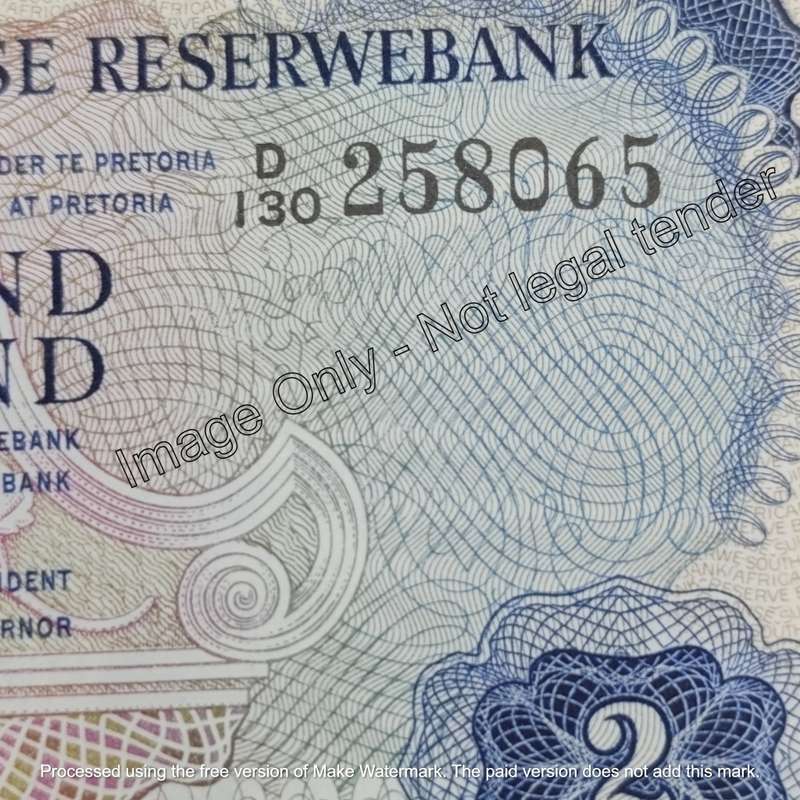 SE RESERWEBANK
DER TE PRETORIA
AT PRETORIA
D
130 258065
ND
ND
EBANK
BANK
Image Only - Not legal tender
IDENT
RNOR
2
Processed using the free version of Make Watermark. The paid version does not add this mark.